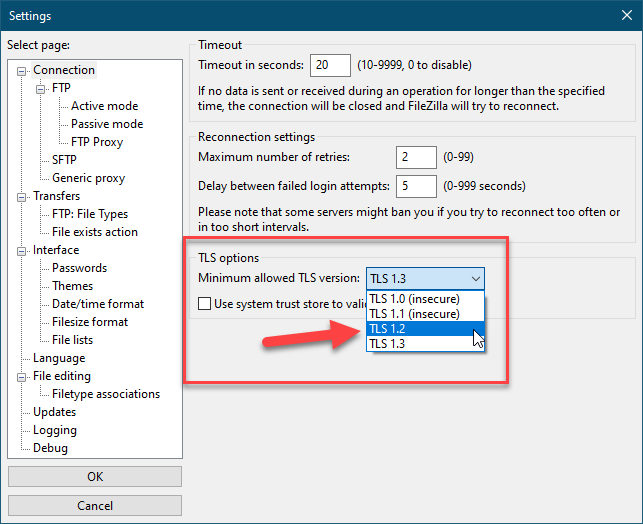 Settings
Select page:
Connection
FTP
Active mode
Passive mode
FTP Proxy
SFTP
Generic proxy
Transfers
FTP: File Types
File exists action
Interface
Passwords
Themes
Date/time format
Filesize format
File lists
Language
File editing
Filetype associations
Updates
Logging
Debug
OK
Cancel
Timeout
Timeout in seconds: 20 (10-9999, 0 to disable)
If no data is sent or received during an operation for longer than the specified
time, the connection will be closed and FileZilla will try to reconnect.
Reconnection settings
Maximum number of retries: 2 (0-99)
Delay between failed login attempts: 5 (0-999 seconds)
Please note that some servers might ban you if you try to reconnect too often or
in too short intervals.
TLS options
Minimum allowed TLS version: TLS 1.3
Use system trust store to vali
TLS 1.0 (insecure)
TLS 1.1 (insecure)
TLS 1.2
TLS 1.3